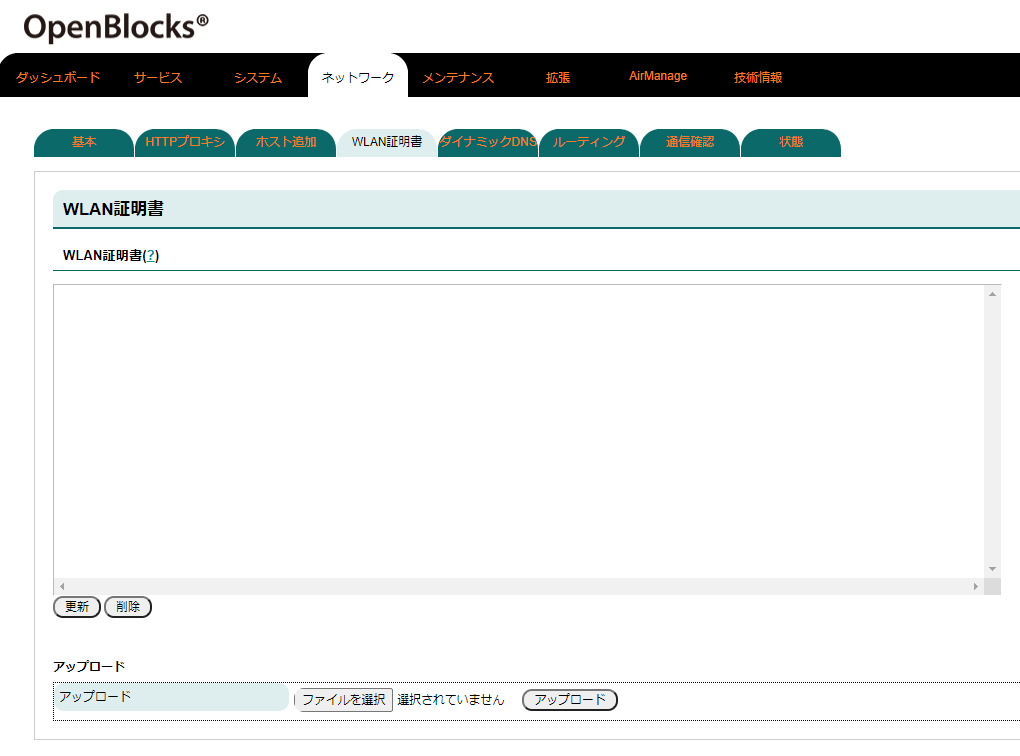 OpenBlocks®
ダッシュボード サービス システム ネットワーク メンテナンス 拡張 AirManage 技術情報
基本 HTTPプロキシ ホスト追加 WLAN証明書 ダイナミックDNS ルーティング 通信確認 状態
WLAN証明書
WLAN証明書(?)
更新 削除
アップロード
アップロード ファイルを選択 選択されていません アップロード